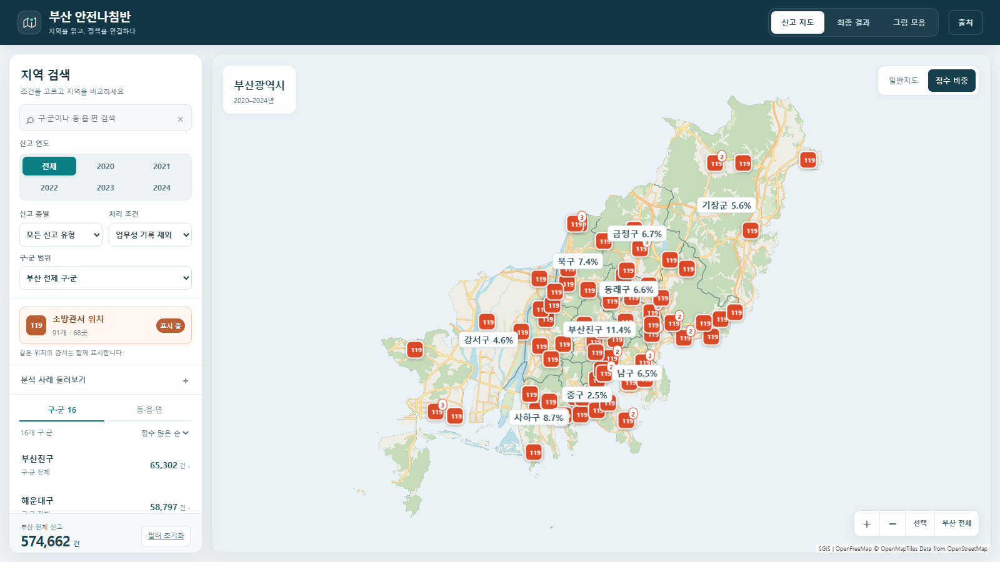 부산 안전나침반
지역을 읽고, 정책을 연결하다
신고 지도
최종 결과
그림 모음
출처
지역 검색
조건을 고르고 지역을 비교하세요
구·군이나 동·읍·면 검색
신고 연도
전체
2020
2021
2022
2023
2024
신고 종별
처리 조건
모든 신고 유형
업무성 기록 제외
구·군 범위
부산 전체 구·군
119
소방관서 위치
91개 · 68곳
표시 중
같은 위치의 관서는 함께 표시합니다.
분석 사례 둘러보기
구·군 16
동·읍·면
16개 구·군
접수 많은 순
부산진구
구·군 전체
65,302 건
해운대구
58,797 건
부산 전체 신고
574,662 건
필터 초기화
부산광역시
2020–2024년
일반지도
접수 비중
기장군 5.6%
금정구 6.7%
북구 7.4%
동래구 6.6%
부산진구 11.4%
강서구 4.6%
남구 6.5%
중구 2.5%
사하구 8.7%
+
−
선택
부산 전체
SGIS | OpenFreeMap © OpenMapTiles Data from OpenStreetMap